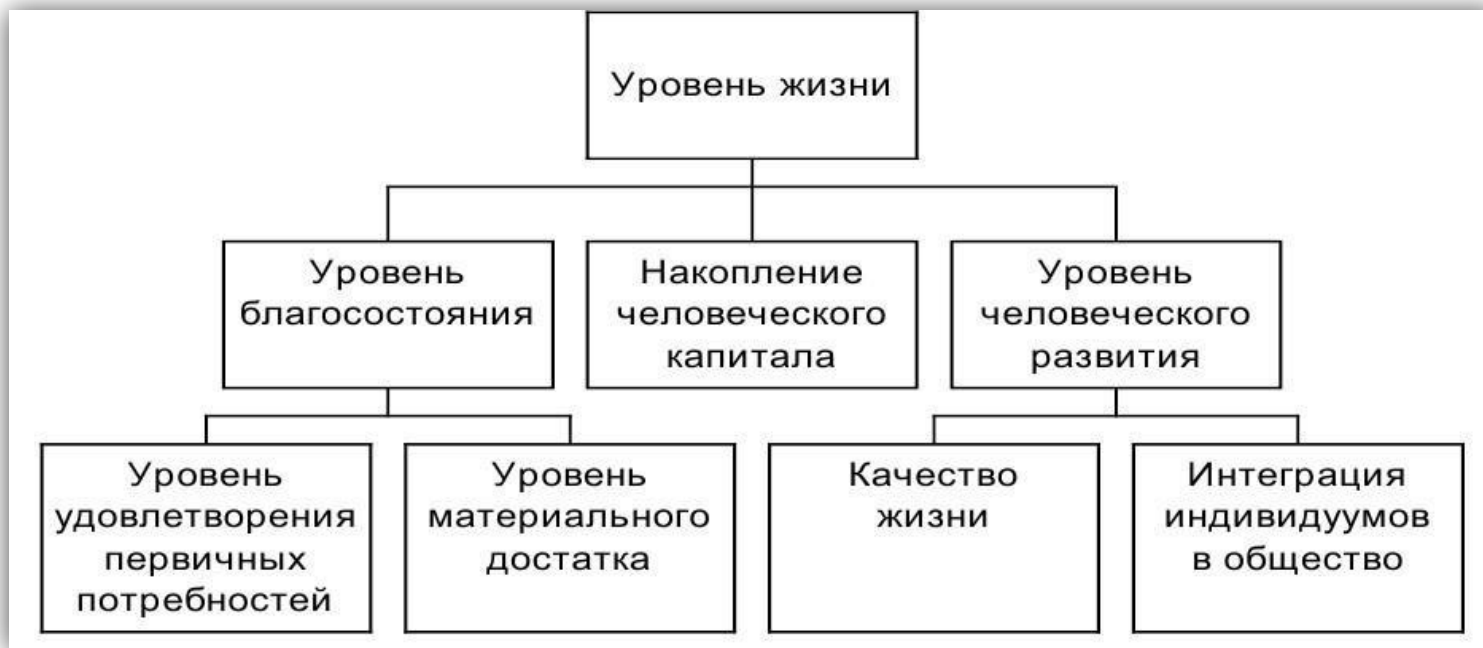 Уровень жизни
Уровень
благосостояния
Накопление
человеческого
капитала
Уровень
человеческого
развития
Уровень
удовлетворения
первичных
потребностей
Уровень
материального
достатка
Качество
жизни
Интеграция
индивидуумов
в общество